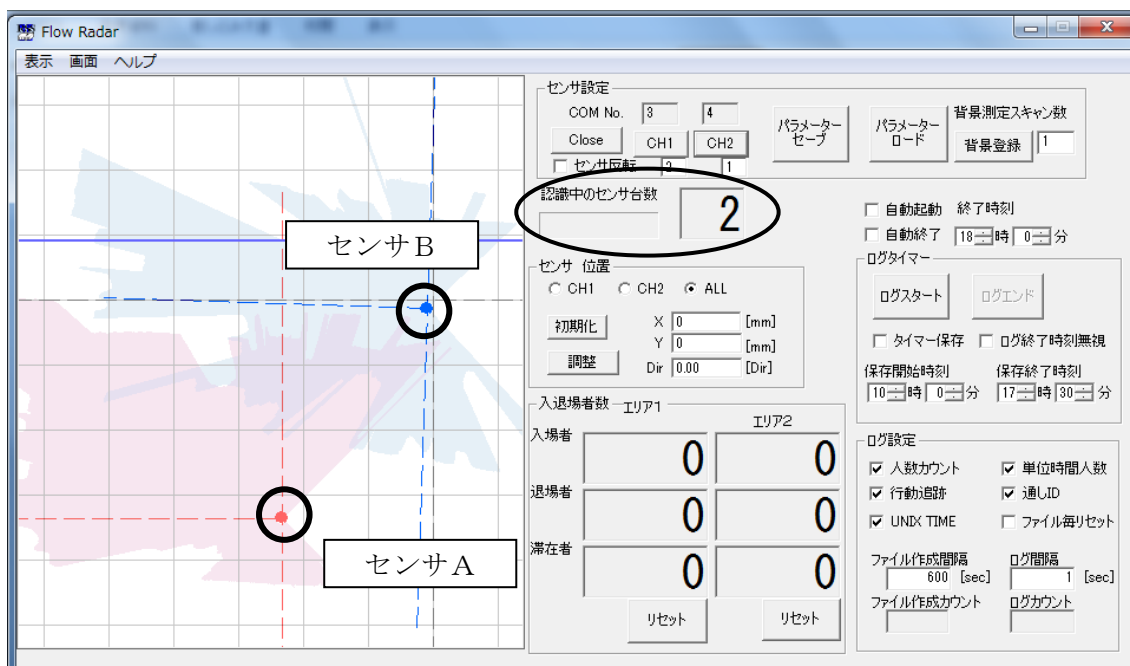 Flow Radar
表示 画面 ヘルプ
センサB
センサA
センサ設定
COM No. 3 4
Close CH1 CH2
センサ反転 2 1
パラメーター
セーブ
パラメーター
ロード
背景測定スキャン数
背景登録 1
認識中のセンサ台数
2
自動起動 終了時刻
自動終了 18 時 0 分
センサ 位置
CH1 CH2 ALL
初期化 X 0 [mm]
Y 0 [mm]
調整 Dir 0.00 [Dir]
ログタイマー
ログスタート ログエンド
タイマー保存 ログ終了時刻無視
保存開始時刻 保存終了時刻
10 時 0 分 17 時 30 分
入退場者数 エリア1 エリア2
入場者 0 0
退場者 0 0
滞在者 0 0
リセット リセット
ログ設定
人数カウント 単位時間人数
行動追跡 通しID
UNIX TIME ファイル毎リセット
ファイル作成間隔 ログ間隔
600 [sec] 1 [sec]
ファイル作成カウント ログカウント